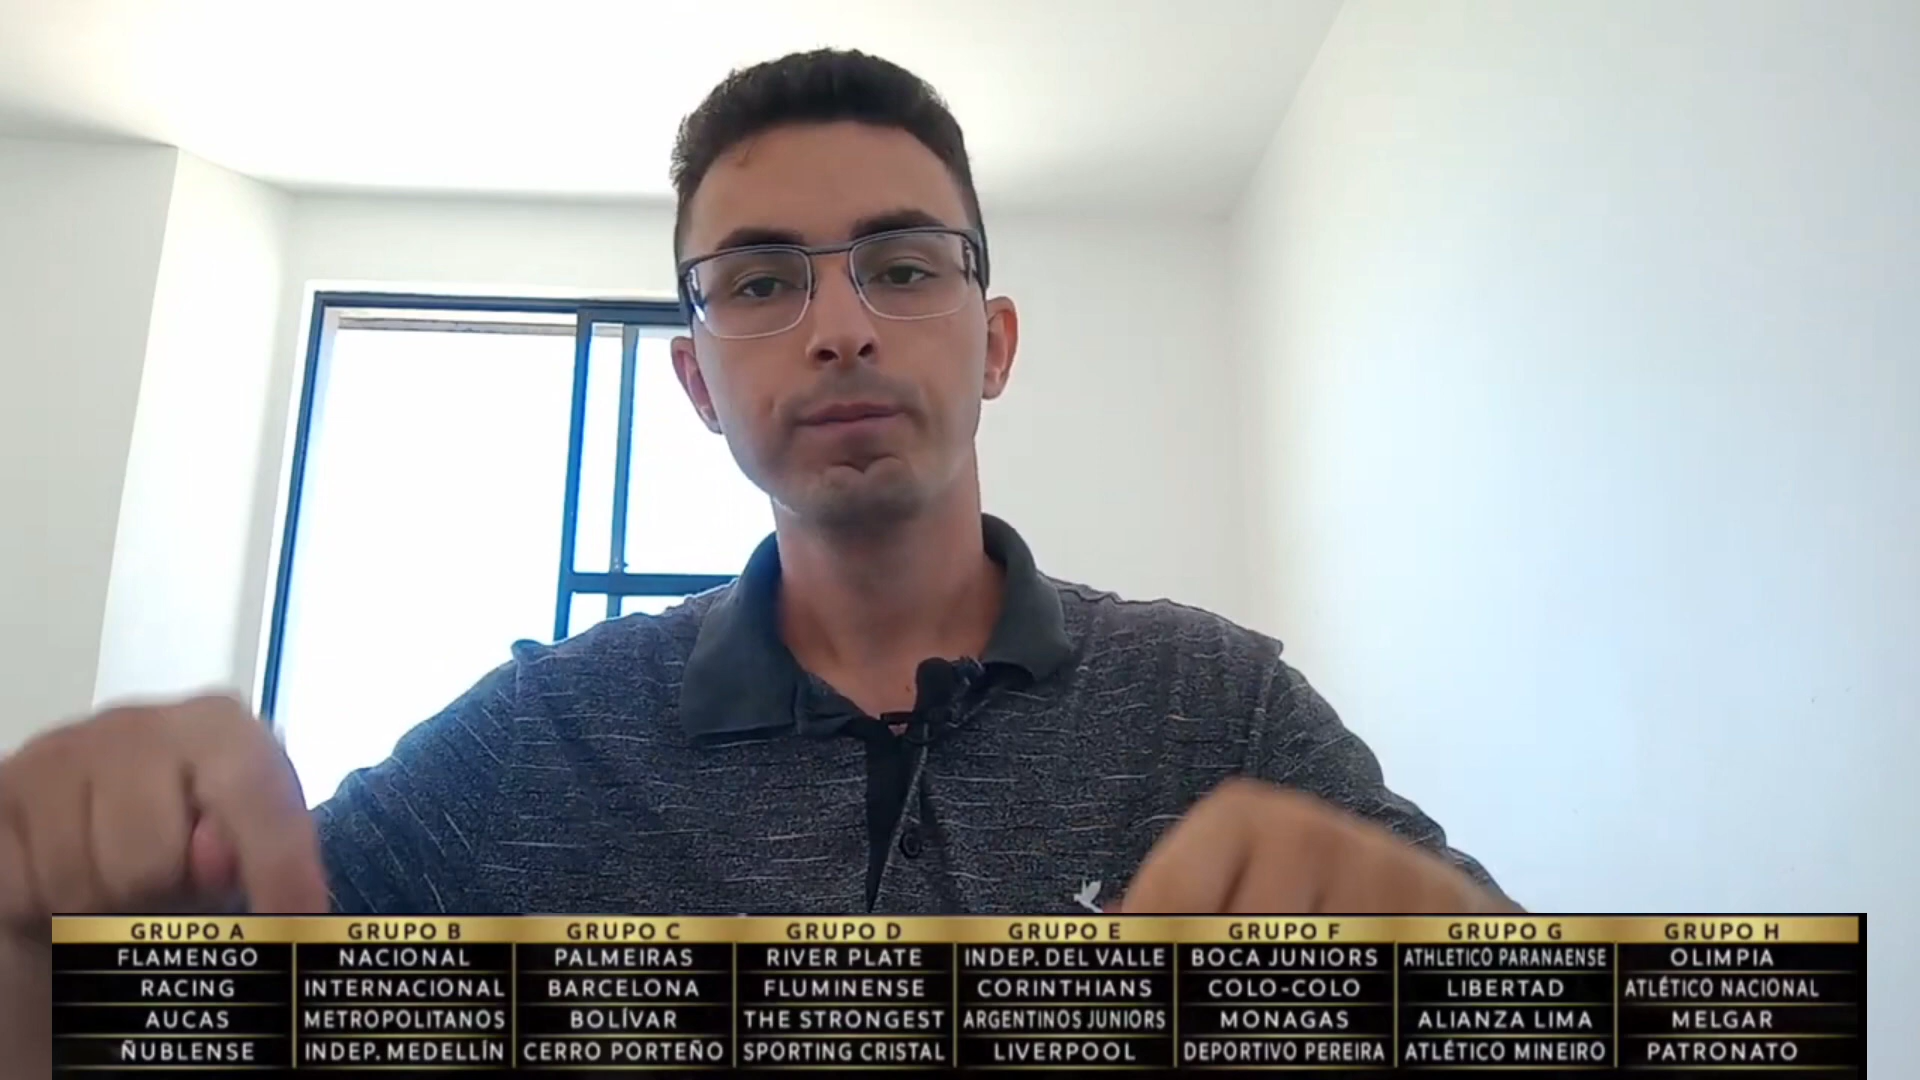 GRUPO A GRUPO B GRUPO C GRUPO D GRUPO E GRUPO F GRUPO G GRUPO H
FLAMENGO NACIONAL PALMEIRAS RIVER PLATE INDEP. DEL VALLE BOCA JUNIORS ATHLETICO PARANAENSE OLIMPIA
RACING INTERNACIONAL BARCELONA FLUMINENSE CORINTHIANS COLO-COLO LIBERTAD ATLÉTICO NACIONAL
AUCAS METROPOLITANOS BOLÍVAR THE STRONGEST ARGENTINOS JUNIORS MONAGAS ALIANZA LIMA MELGAR
ÑUBLENSE INDEP. MEDELLÍN CERRO PORTEÑO SPORTING CRISTAL LIVERPOOL DEPORTIVO PEREIRA ATLÉTICO MINEIRO PATRONATO